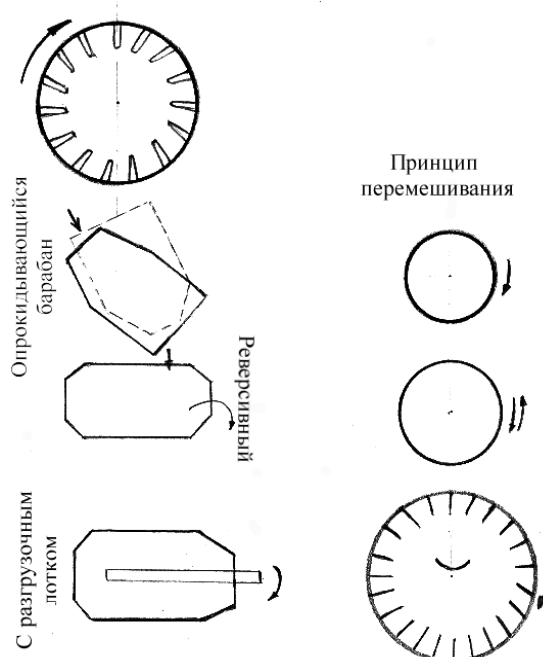 Принцип
перемешивания
Опрокидывающийся
барабан
Реверсивный
С разгрузочным
лотком